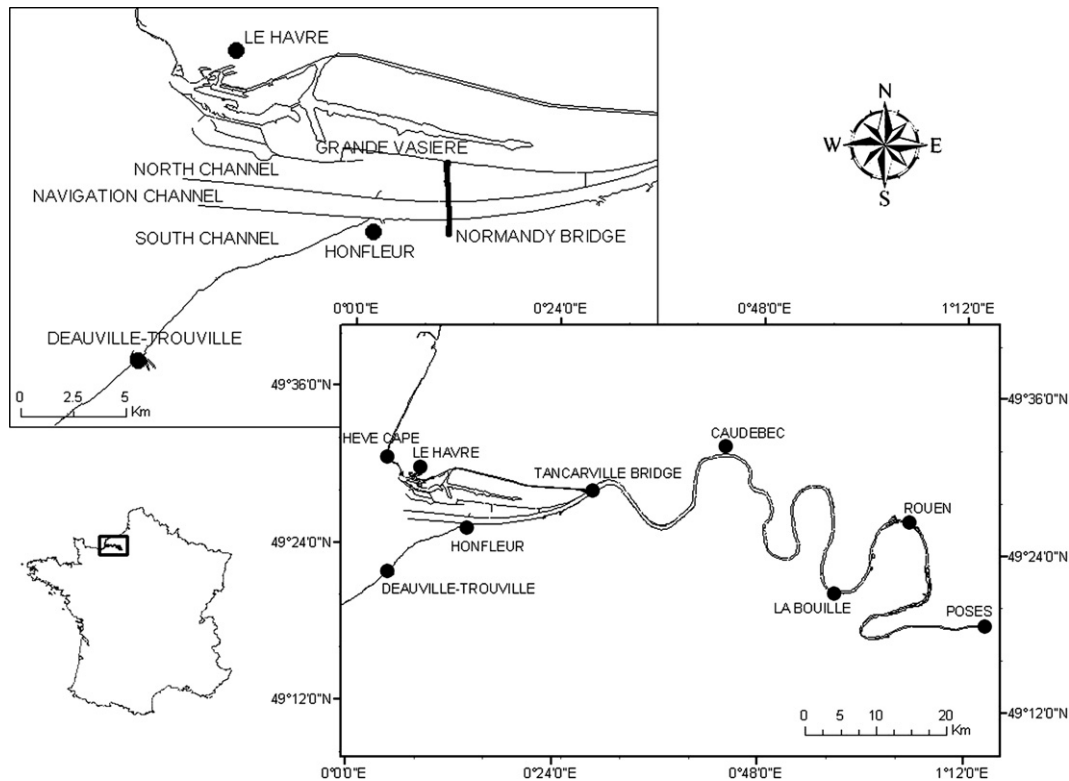 LE HAVRE
GRANDE VASIERE
NORTH CHANNEL
NAVIGATION CHANNEL
SOUTH CHANNEL
NORMANDY BRIDGE
HONFLEUR
DEAUVILLE-TROUVILLE
0 2.5 5
Km
N
W E
S
0°0'0"E 0°24'0"E 0°48'0"E 1°12'0"E
49°36'0"N 49°36'0"N
HEVE CAPE
LE HAVRE
CAUDEBEC
TANCARVILLE BRIDGE
ROUEN
49°24'0"N 49°24'0"N
HONFLEUR
DEAUVILLE-TROUVILLE
LA BOUILLE
POSES
49°12'0"N 49°12'0"N
0 4 10 20
Km
0°0'0"E 0°24'0"E 0°48'0"E 1°12'0"E